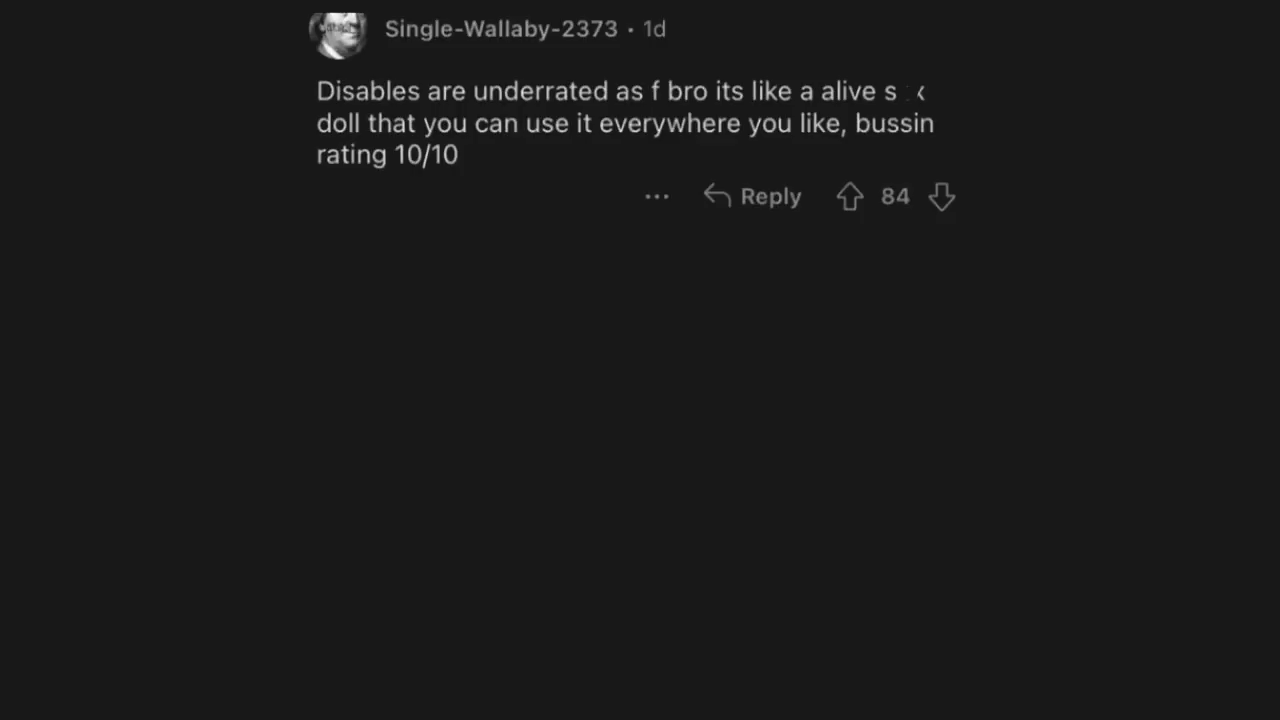 Single-Wallaby-2373 • 1d
Disables are underrated as f bro its like a alive s
doll that you can use it everywhere you like, bussin
rating 10/10
... Reply 84